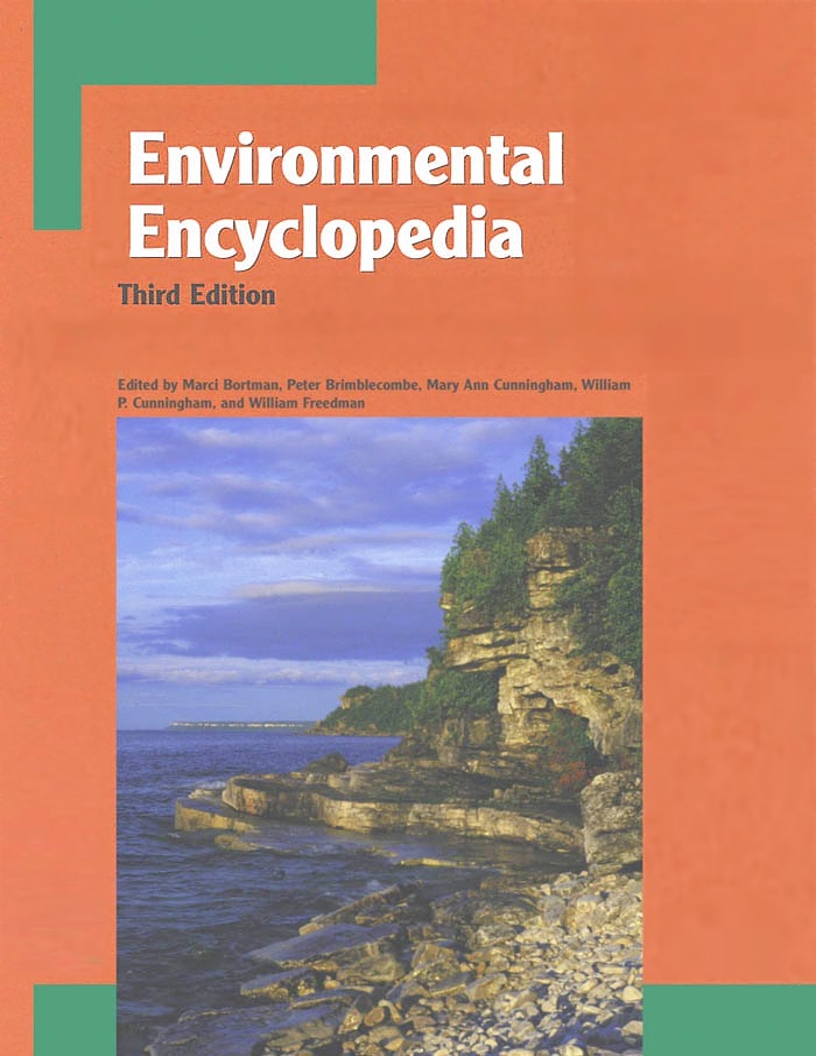 Environmental
Encyclopedia
Third Edition
Edited by Marci Bortman, Peter Brimblecombe, Mary Ann Cunningham, William
P. Cunningham, and William Freedman